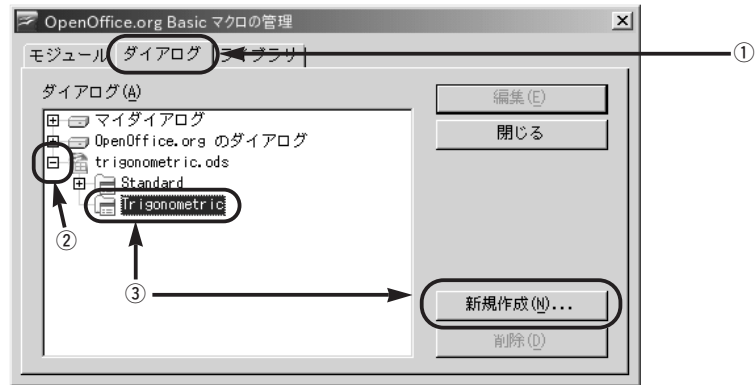 OpenOffice.org Basic マクロの管理
モジュール ダイアログ ライブラリ
①
ダイアログ(A)
編集(E)
マイダイアログ
閉じる
OpenOffice.org のダイアログ
trigonometric.ods
Standard
Trigonometric
②
③
新規作成(N)...
削除(D)